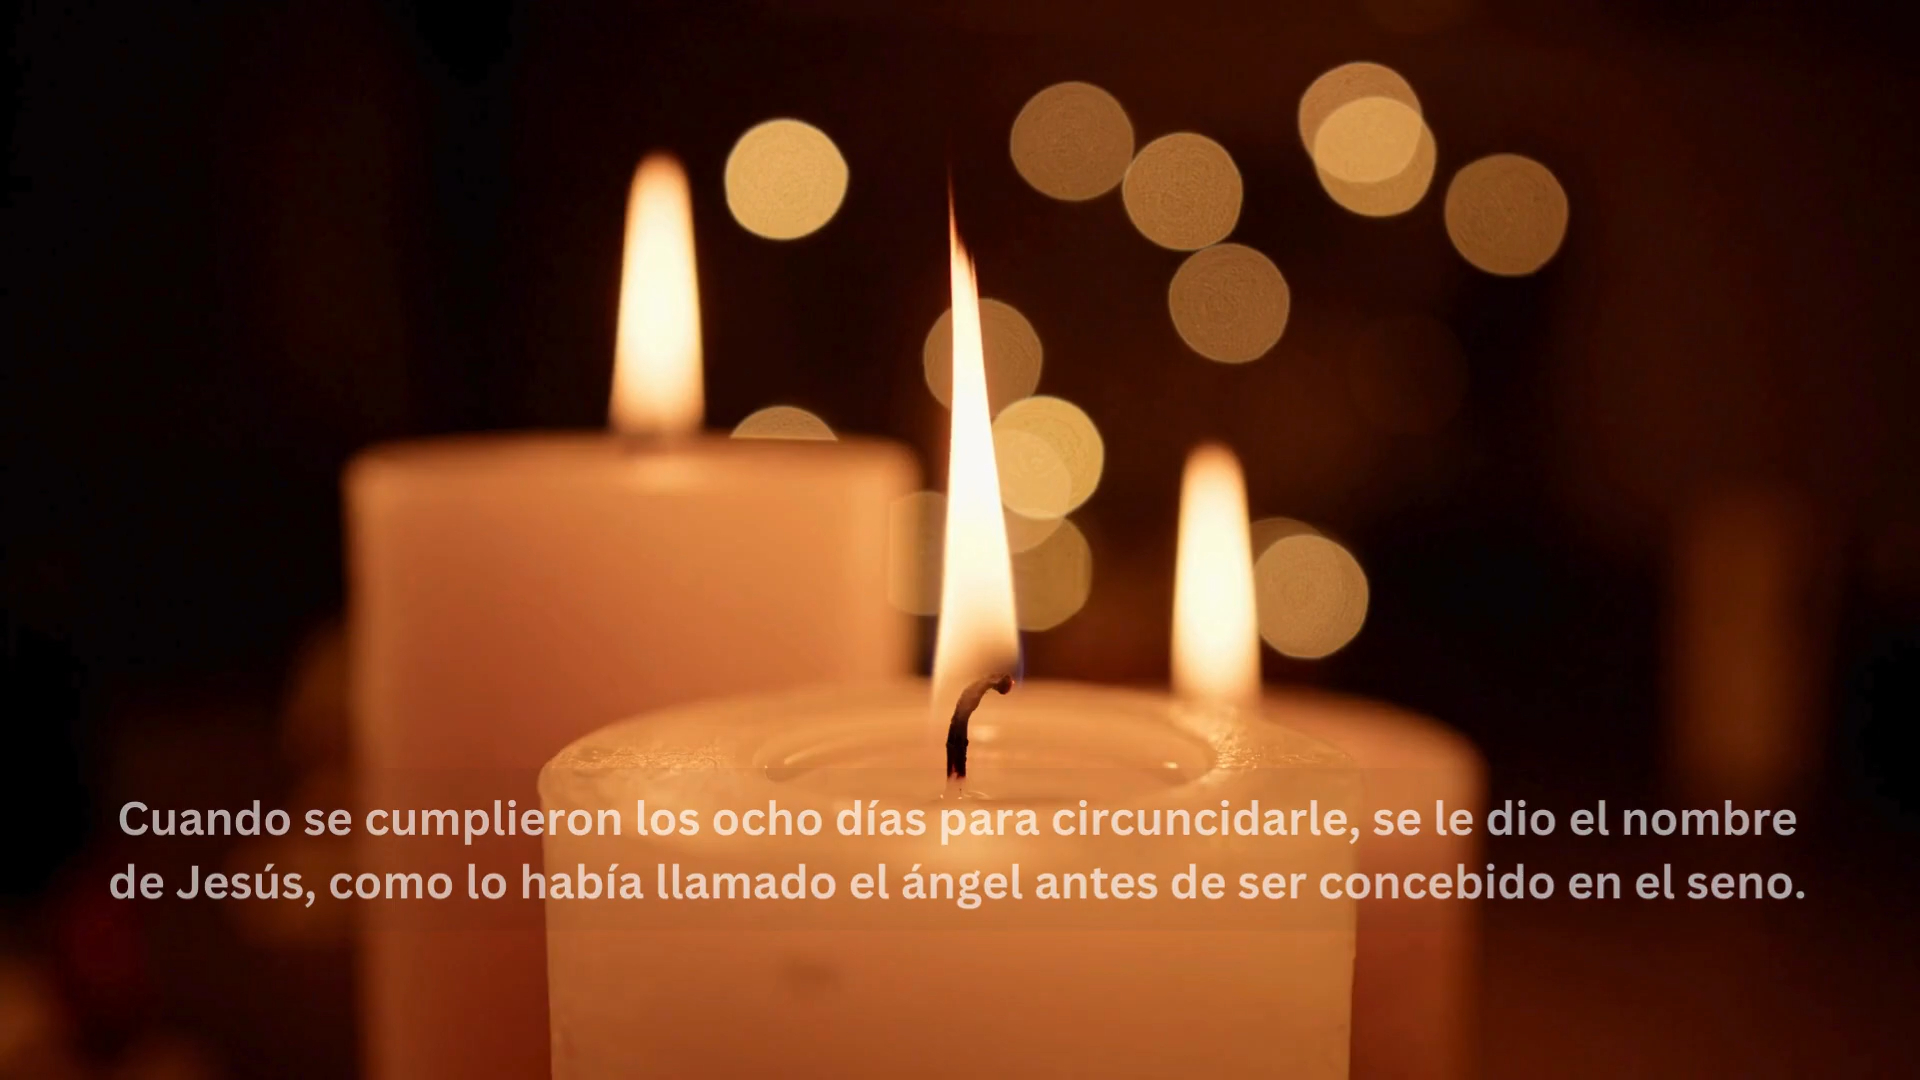 Cuando se cumplieron los ocho días para circuncidarle, se le dio el nombre
de Jesús, como lo había llamado el ángel antes de ser concebido en el seno.